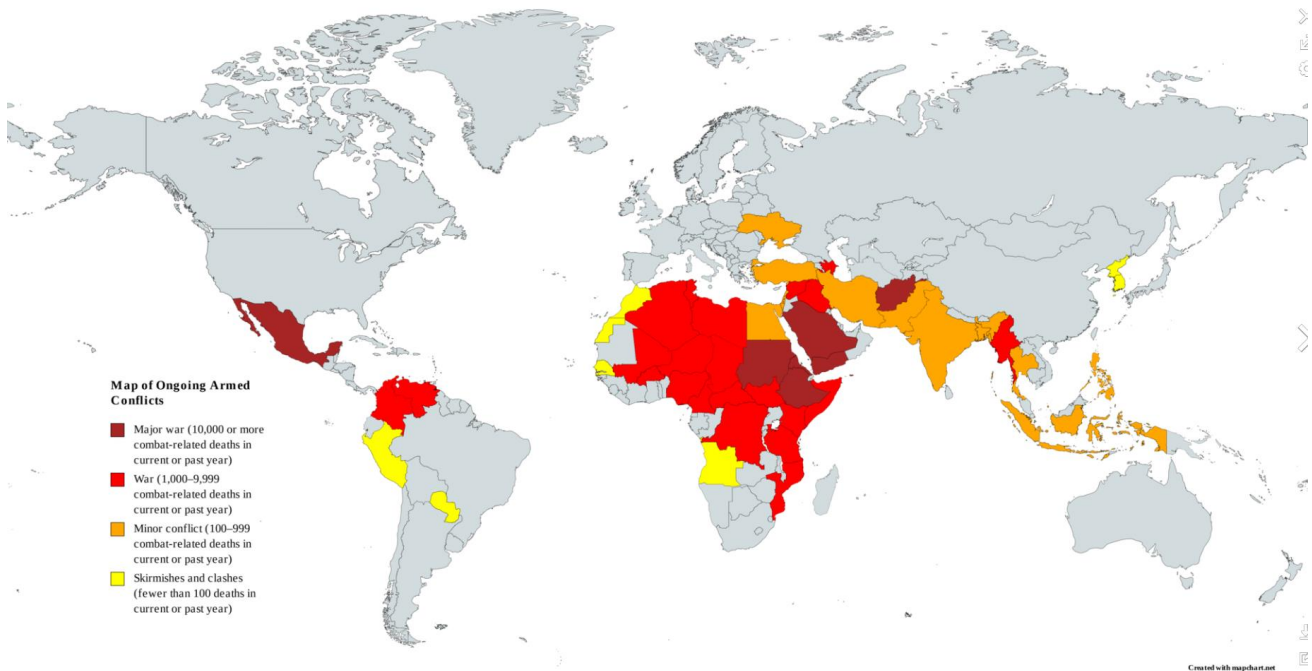 Map of Ongoing Armed
Conflicts
Major war (10,000 or more
combat-related deaths in
current or past year)
War (1,000–9,999
combat-related deaths in
current or past year)
Minor conflict (100–999
combat-related deaths in
current or past year)
Skirmishes and clashes
(fewer than 100 deaths in
current or past year)
Created with mapchart.net